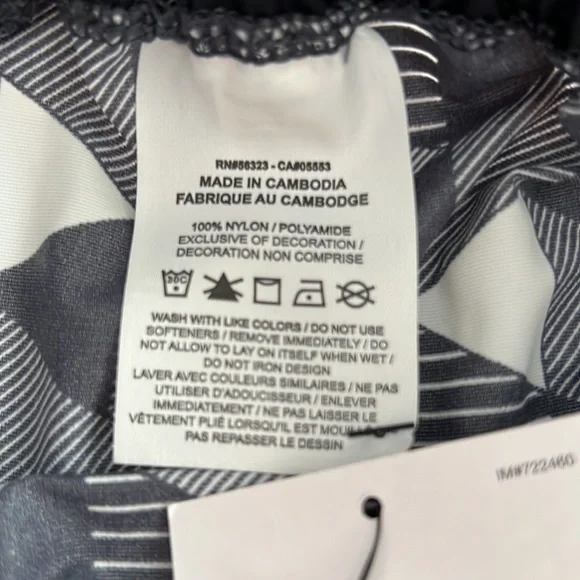 RN#56323 - CA#05553
MADE IN CAMBODIA
FABRIQUE AU CAMBODGE
100% NYLON / POLYAMIDE
EXCLUSIVE OF DECORATION /
DECORATION NON COMPRISE
30C
WASH WITH LIKE COLORS / DO NOT USE
SOFTENERS / REMOVE IMMEDIATELY / DO
NOT ALLOW TO LAY ON ITSELF WHEN WET /
DO NOT IRON DESIGN
LAVER AVEC COULEURS SIMILAIRES / NE PAS
UTILISER D'ADOUCISSEUR / ENLEVER
IMMEDIATEMENT / NE PAS LAISSER LE
VÊTEMENT PLIÉ LORSQU'IL EST MOUILLÉ
PAS REPASSER LE DESSIN
IM#722460